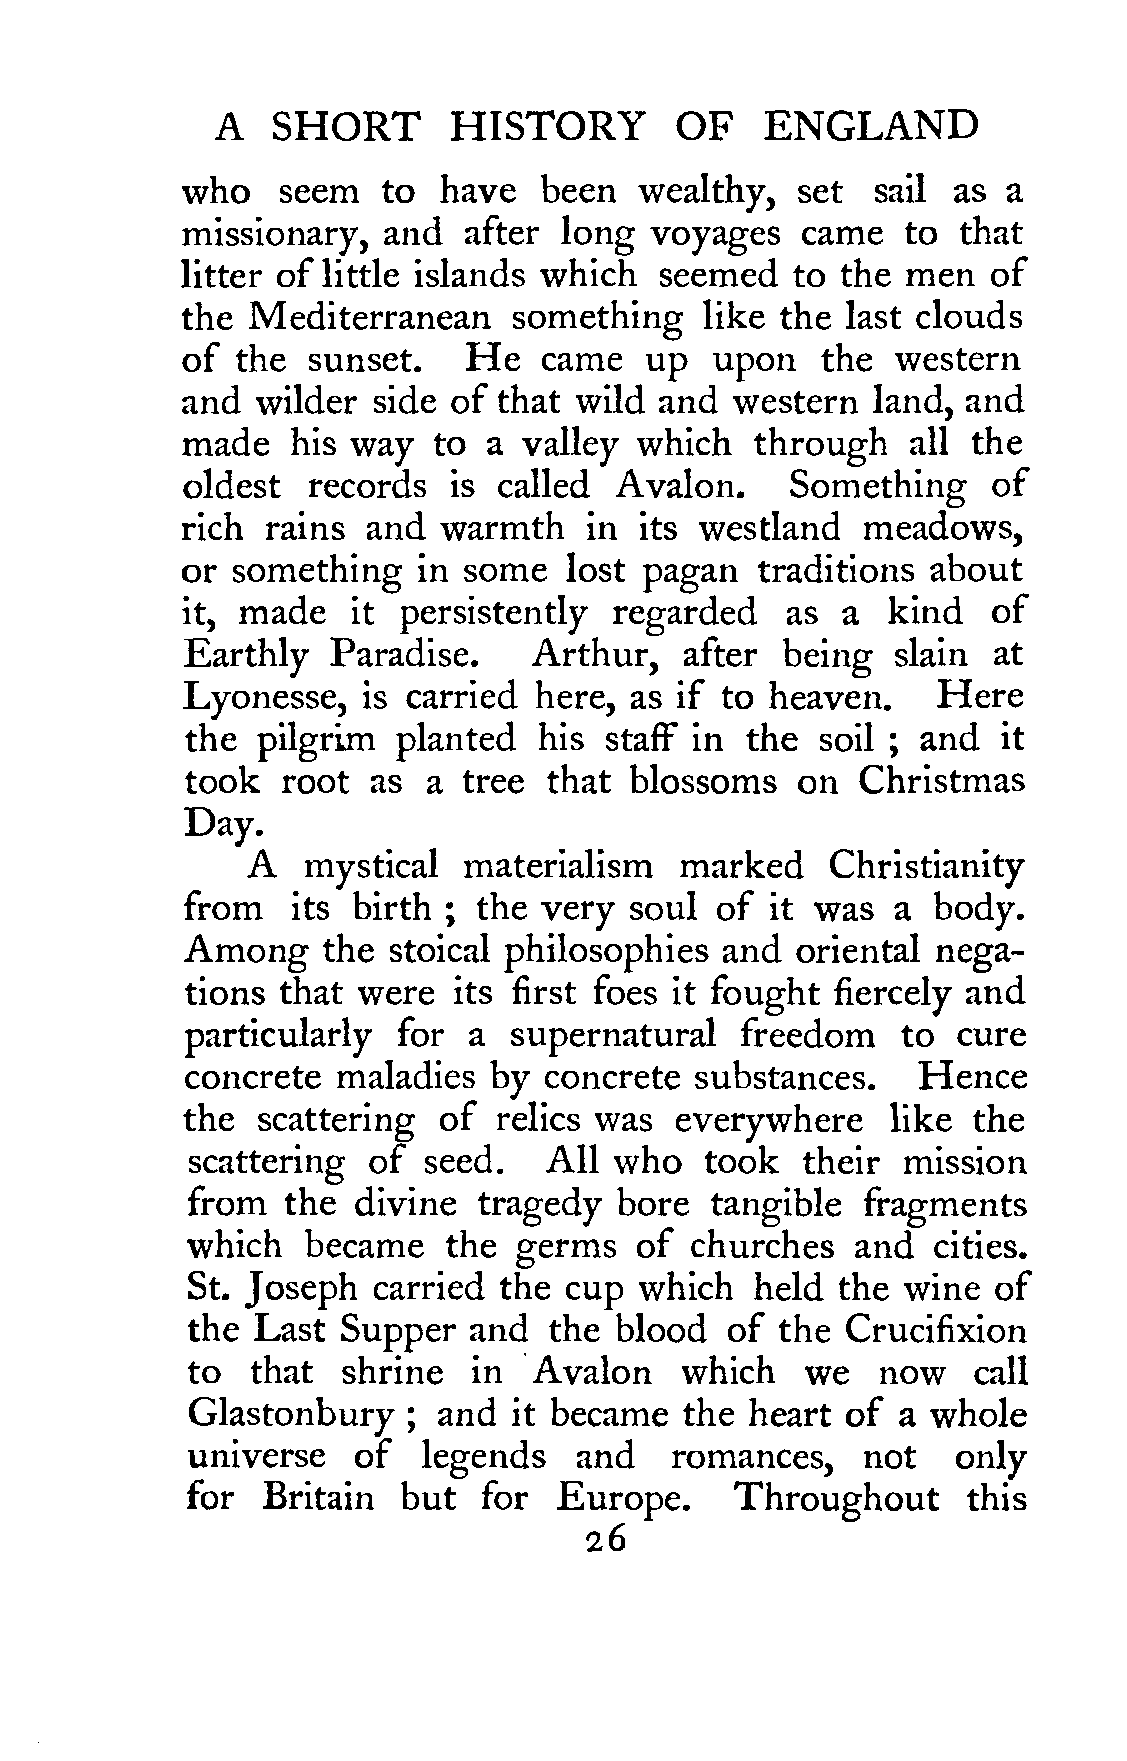 A SHORT HISTORY OF ENGLAND
who seem to have been wealthy, set sail as a
missionary, and after long voyages came to that
litter of little islands which seemed to the men of
the Mediterranean something like the last clouds
of the sunset. He came up upon the western
and wilder side of that wild and western land, and
made his way to a valley which through all the
oldest records is called Avalon. Something of
rich rains and warmth in its westland meadows,
or something in some lost pagan traditions about
it, made it persistently regarded as a kind of
Earthly Paradise. Arthur, after being slain at
Lyonesse, is carried here, as if to heaven. Here
the pilgrim planted his staff in the soil ; and it
took root as a tree that blossoms on Christmas
Day.
A mystical materialism marked Christianity
from its birth ; the very soul of it was a body.
Among the stoical philosophies and oriental nega-
tions that were its first foes it fought fiercely and
particularly for a supernatural freedom to cure
concrete maladies by concrete substances. Hence
the scattering of relics was everywhere like the
scattering of seed. All who took their mission
from the divine tragedy bore tangible fragments
which became the germs of churches and cities.
St. Joseph carried the cup which held the wine of
the Last Supper and the blood of the Crucifixion
to that shrine in Avalon which we now call
Glastonbury ; and it became the heart of a whole
universe of legends and romances, not only
for Britain but for Europe. Throughout this
26